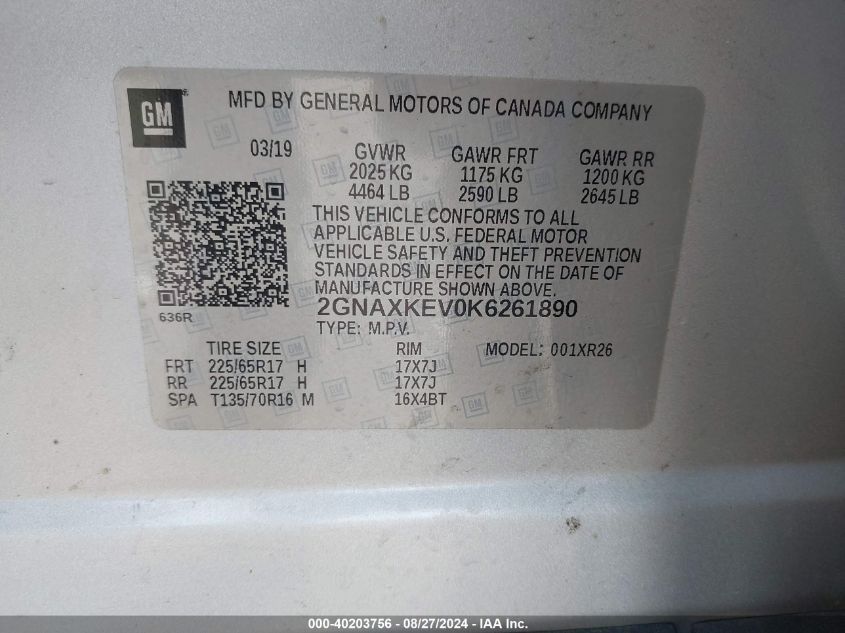 GM ®
MFD BY GENERAL MOTORS OF CANADA COMPANY
03/19 GVWR GAWR FRT GAWR RR
2025 KG 1175 KG 1200 KG
4464 LB 2590 LB 2645 LB
THIS VEHICLE CONFORMS TO ALL
APPLICABLE U.S. FEDERAL MOTOR
VEHICLE SAFETY AND THEFT PREVENTION
STANDARDS IN EFFECT ON THE DATE OF
MANUFACTURE SHOWN ABOVE.
2GNAXKEV0K6261890
636R
TYPE: M.P.V.
TIRE SIZE RIM MODEL: 001XR26
FRT 225/65R17 H 17X7J
RR 225/65R17 H 17X7J
SPA T135/70R16 M 16X4BT
000-40203756 - 08/27/2024 - IAA Inc.